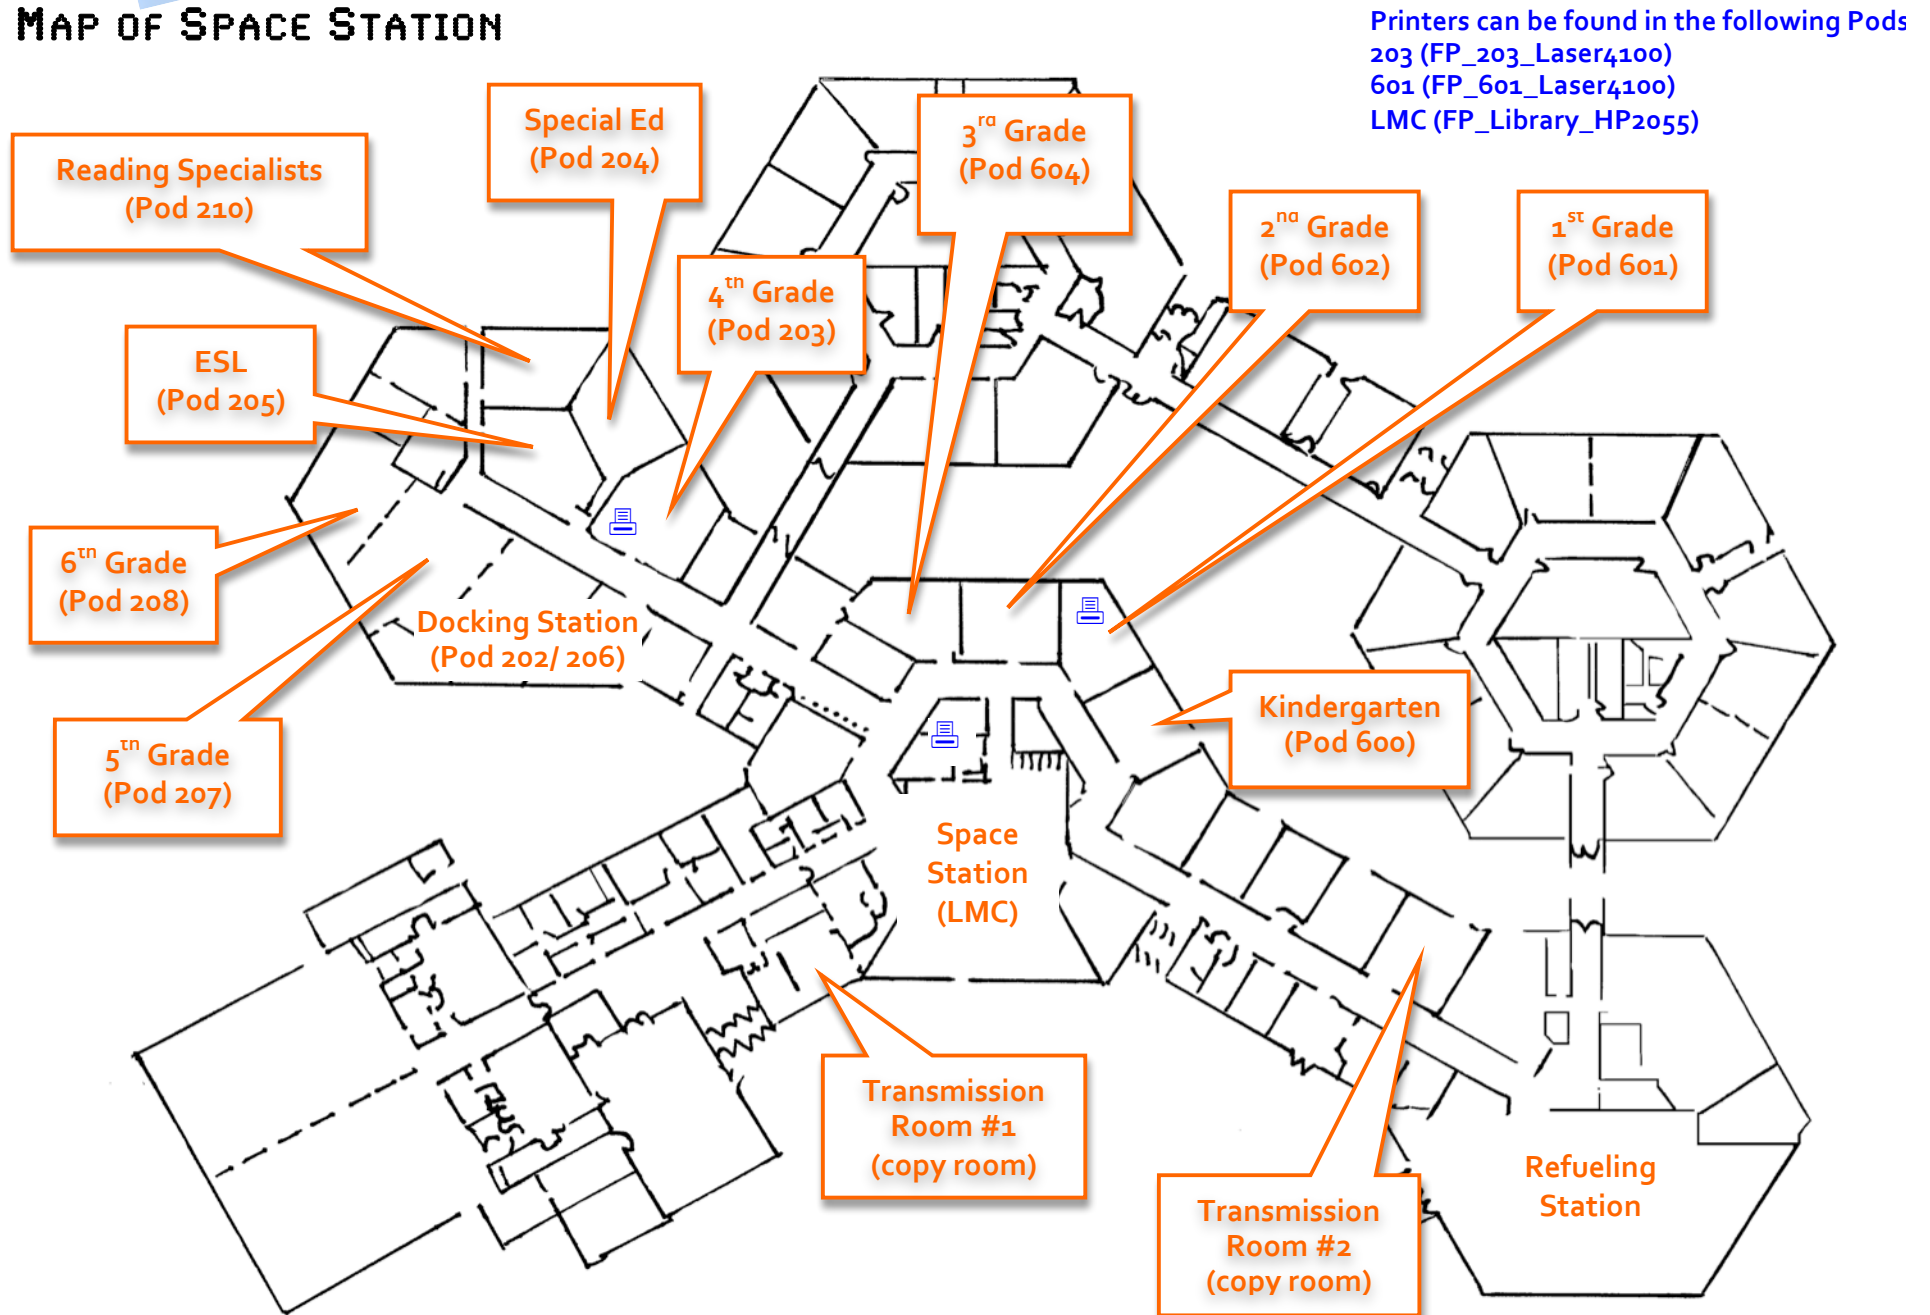 MAP OF SPACE STATION
Printers can be found in the following Pods
203 (FP_203_Laser4100)
601 (FP_601_Laser4100)
LMC (FP_Library_HP2055)
Special Ed
(Pod 204)
3rd Grade
(Pod 604)
Reading Specialists
(Pod 210)
2nd Grade
(Pod 602)
1st Grade
(Pod 601)
4th Grade
(Pod 203)
ESL
(Pod 205)
6th Grade
(Pod 208)
Docking Station
(Pod 202/ 206)
Kindergarten
(Pod 600)
5th Grade
(Pod 207)
Space
Station
(LMC)
Transmission
Room #1
(copy room)
Refueling
Station
Transmission
Room #2
(copy room)